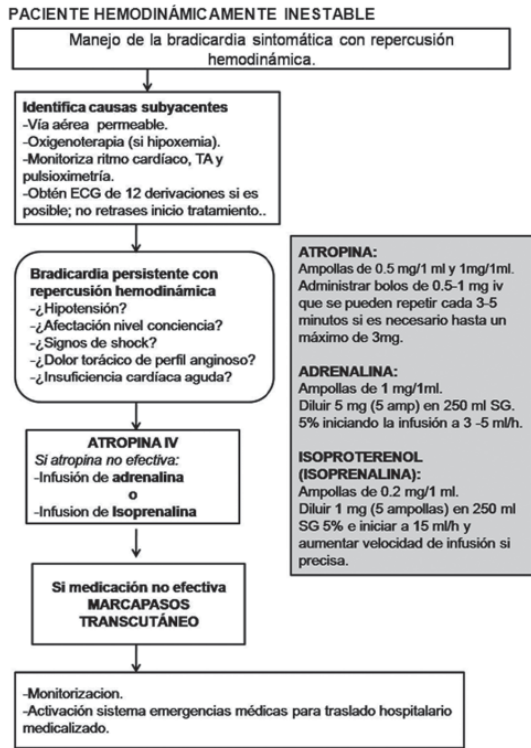 PACIENTE HEMODINÁMICAMENTE INESTABLE
Manejo de la bradicardia sintomática con repercusión
hemodinámica.
Identifica causas subyacentes
-Vía aérea permeable.
-Oxigenoterapia (si hipoxemia).
-Monitoriza ritmo cardíaco, TA y
pulsioximetría.
-Obtén ECG de 12 derivaciones si es
posible; no retrases inicio tratamiento..
Bradicardia persistente con
repercusión hemodinámica
-¿Hipotensión?
-¿Afectación nivel conciencia?
-¿Signos de shock?
-¿Dolor torácico de perfil anginoso?
-¿Insuficiencia cardíaca aguda?
ATROPINA IV
Si atropina no efectiva:
-Infusión de adrenalina
o
-Infusion de Isoprenalina
Si medicación no efectiva
MARCAPASOS
TRANSCUTÁNEO
-Monitorizacion.
-Activación sistema emergencias médicas para traslado hospitalario
medicalizado.
ATROPINA:
Ampollas de 0.5 mg/1 ml y 1mg/1ml.
Administrar bolos de 0.5-1 mg iv
que se pueden repetir cada 3-5
minutos si es necesario hasta un
máximo de 3mg.
ADRENALINA:
Ampollas de 1 mg/1ml.
Diluir 5 mg (5 amp) en 250 ml SG.
5% iniciando la infusión a 3 -5 ml/h.
ISOPROTERENOL
(ISOPRENALINA):
Ampollas de 0.2 mg/1 ml.
Diluir 1 mg (5 ampollas) en 250 ml
SG 5% e iniciar a 15 ml/h y
aumentar velocidad de infusión si
precisa.